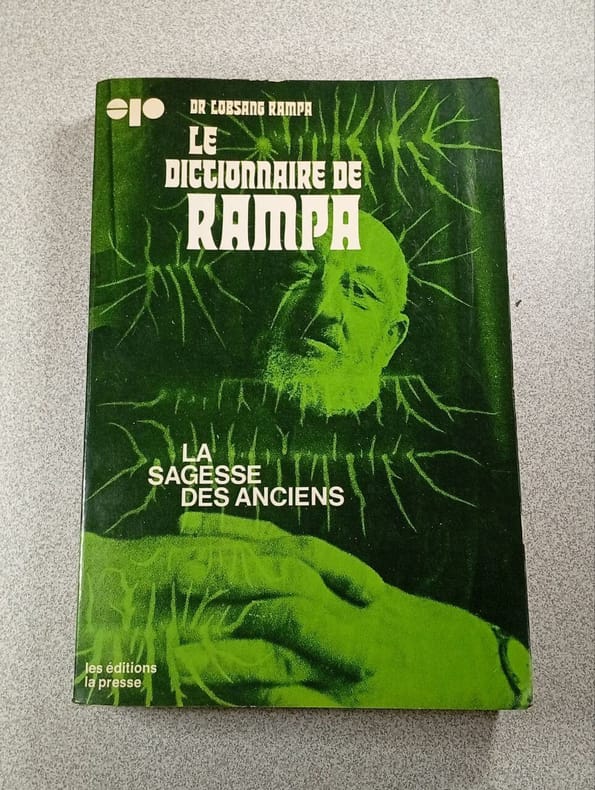 DR LOBSANG RAMPA
LE
DICTIONNAIRE DE
RAMPA
LA
SAGESSE
DES ANCIENS
les éditions
la presse